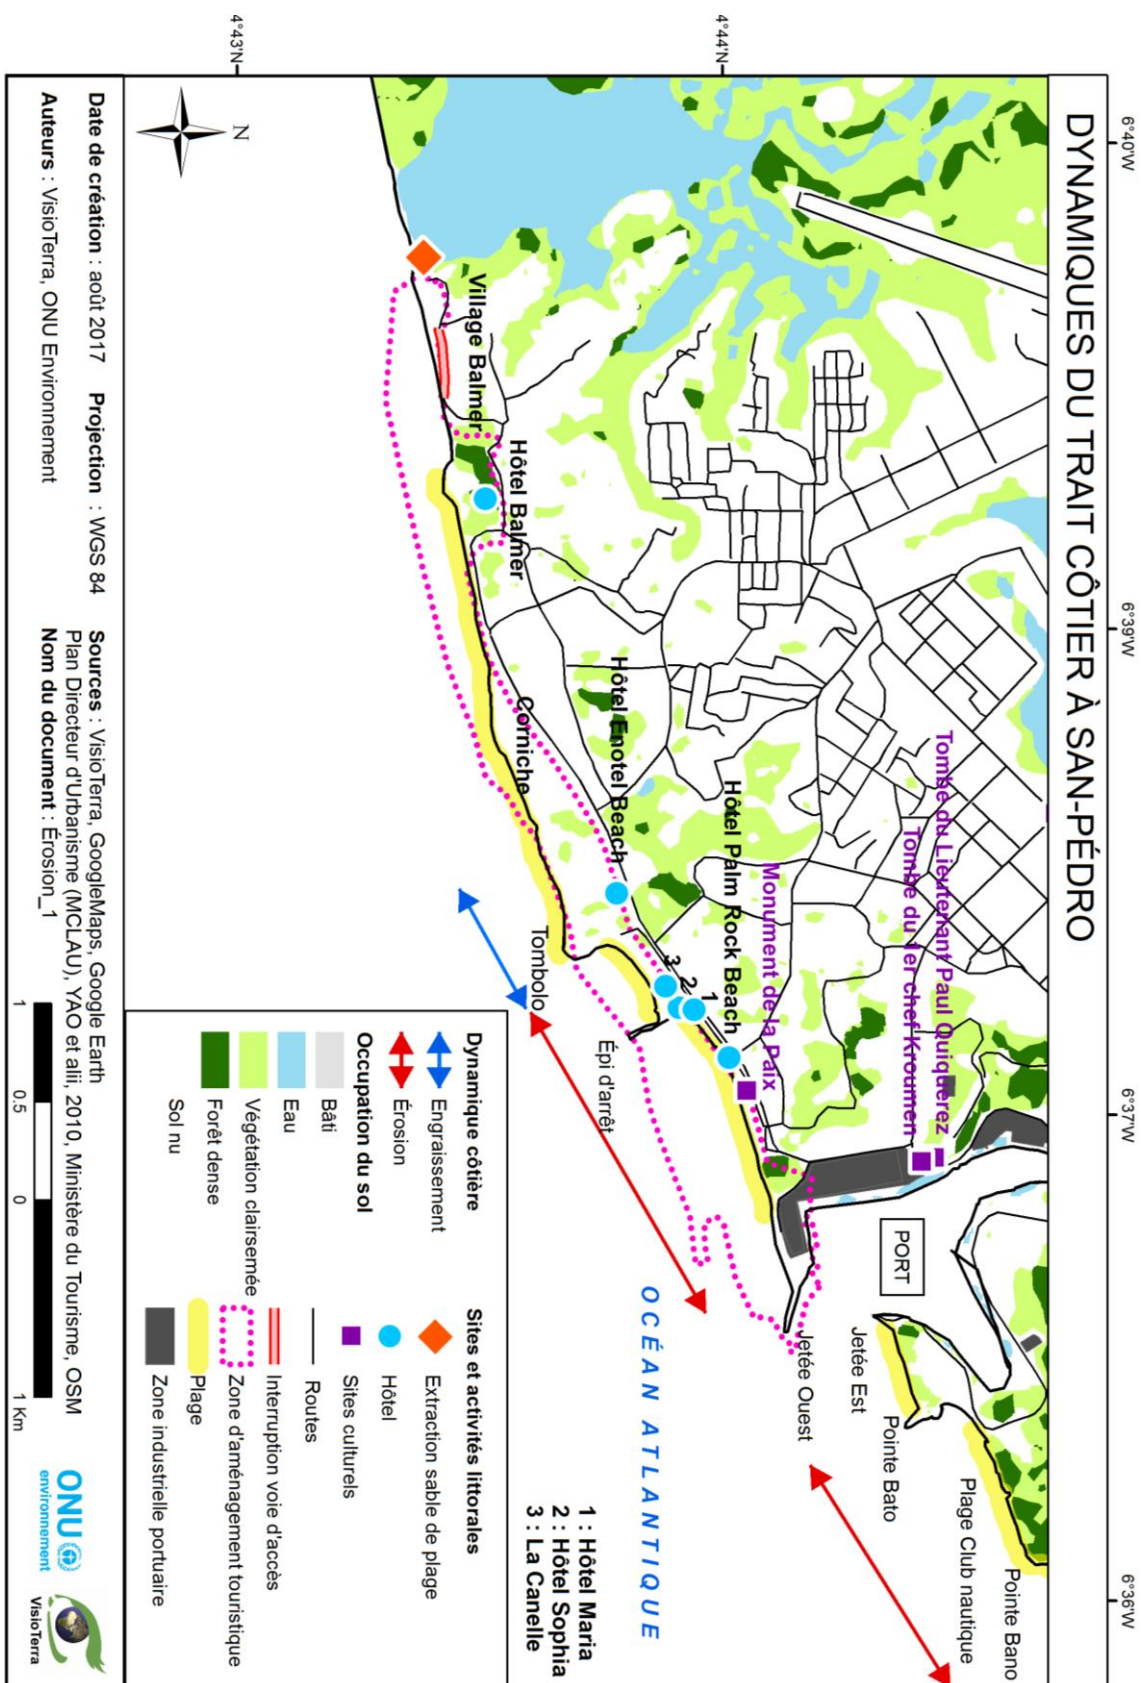 DYNAMIQUES DU TRAIT CÔTIER À SAN-PÉDRO
6°40'W
6°39'W
6°37'W
6°36'W
4°44'N
4°43'N
Tombe du Lieutenant Paul Quiquerez
Tombe du 1er chef Kroumen
Monument de la Paix
Hôtel Palm Rock Beach
Hôtel Enotel Beach
Hôtel Balmer
Village Balmer
Corniche
1
2
3
Tombolo
Épi d'arrêt
PORT
Jetée Ouest
Jetée Est
Pointe Bato
Plage Club nautique
Pointe Bano
OCÉAN ATLANTIQUE
1 : Hôtel Maria
2 : Hôtel Sophia
3 : La Canelle
N
Dynamique côtière
Engraissement
Érosion
Occupation du sol
Bâti
Eau
Végétation clairsemée
Forêt dense
Sol nu
Sites et activités littorales
Extraction sable de plage
Hôtel
Sites culturels
Routes
Interruption voie d'accès
Zone d'aménagement touristique
Plage
Zone industrielle portuaire
Date de création : août 2017 Projection : WGS 84
Auteurs : VisioTerra, ONU Environnement
Sources : VisioTerra, GoogleMaps, Google Earth
Plan Directeur d'Urbanisme (MCLAU), YAO et alii, 2010, Ministère du Tourisme, OSM
Nom du document : Érosion_1
1 0.5 0 1 Km
ONU
environnement
VisioTerra